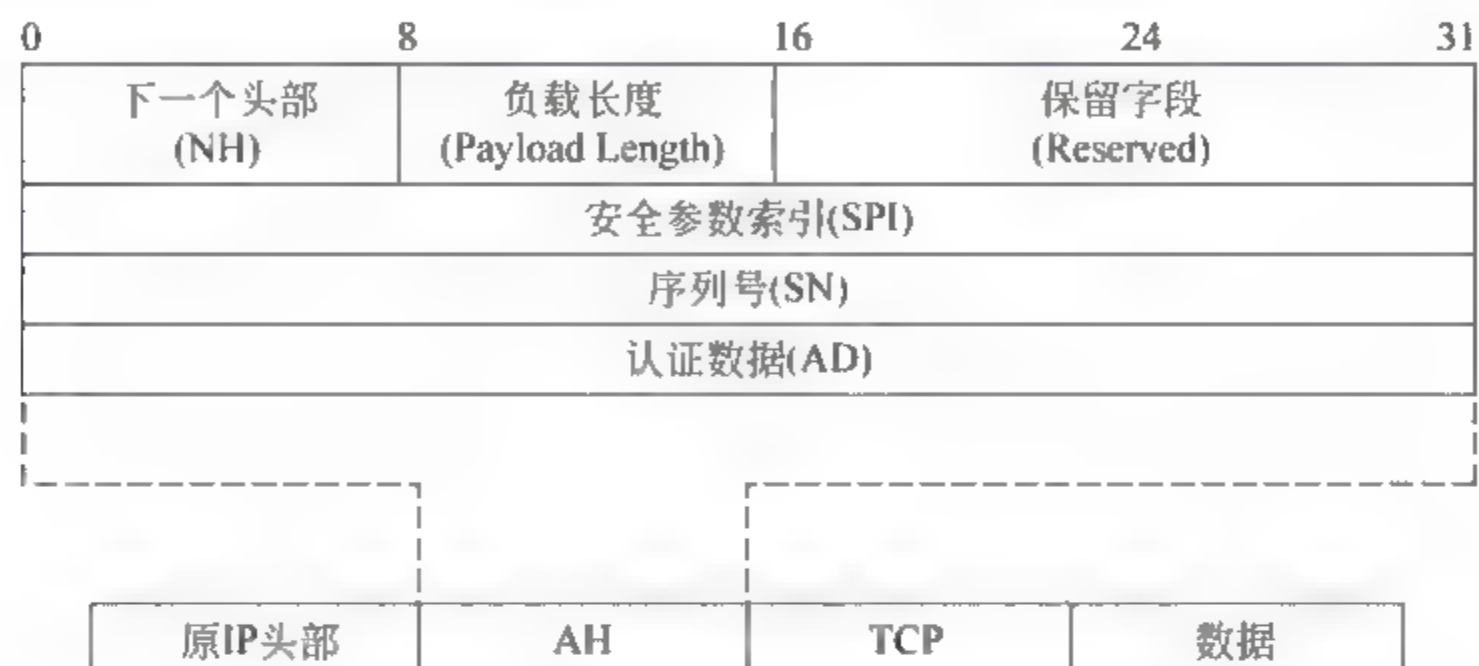 0 8 16 24 31
下一个头部 负载长度 保留字段
(NH) (Payload Length) (Reserved)
安全参数索引(SPI)
序列号(SN)
认证数据(AD)
原IP头部 AH TCP 数据